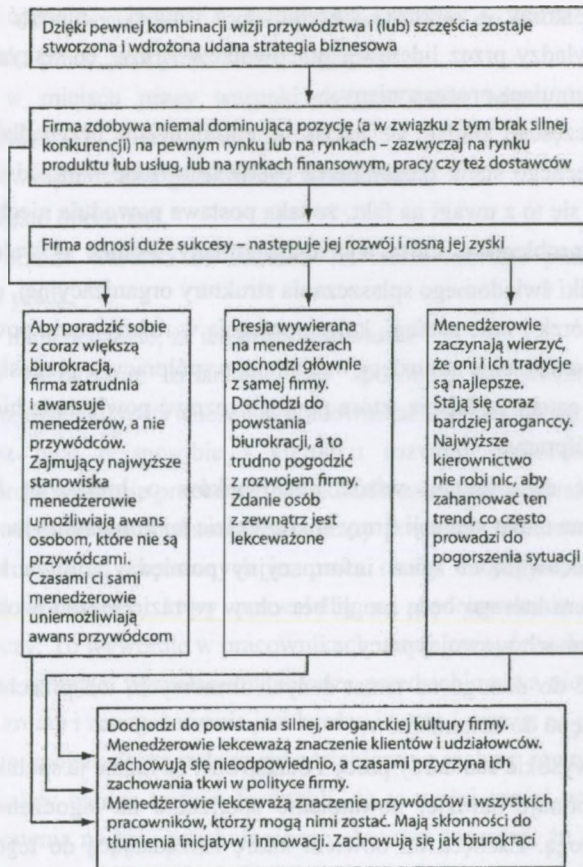 Dzięki pewnej kombinacji wizji przywództwa i (lub) szczęścia zostaje
stworzona i wdrożona udana strategia biznesowa
Firma zdobywa niemal dominującą pozycję (a w związku z tym brak silnej
konkurencji) na pewnym rynku lub na rynkach – zazwyczaj na rynku
produktu lub usług, lub na rynkach finansowym, pracy czy też dostawców
Firma odnosi duże sukcesy – następuje jej rozwój i rosną jej zyski
Aby poradzić sobie
z coraz większą
biurokracją,
firma zatrudnia
i awansuje
menedżerów, a nie
przywódców.
Zajmujący najwyższe
stanowiska
menedżerowie
umożliwiają awans
osobom, które nie są
przywódcami.
Czasami ci sami
menedżerowie
uniemożliwiają
awans przywódcom
Presja wywierana
na menedżerach
pochodzi głównie
z samej firmy.
Dochodzi do
powstania
biurokracji, a to
trudno pogodzić
z rozwojem firmy.
Zdanie osób
z zewnątrz jest
lekceważone
Menedżerowie
zaczynają wierzyć,
że oni i ich tradycje
są najlepsze.
Stają się coraz
bardziej aroganccy.
Najwyższe
kierownictwo
nie robi nic, aby
zahamować ten
trend, co często
prowadzi do
pogorszenia sytuacji
Dochodzi do powstania silnej, aroganckiej kultury firmy.
Menedżerowie lekceważą znaczenie klientów i udziałowców.
Zachowują się nieodpowiednio, a czasami przyczyna ich
zachowania tkwi w polityce firmy.
Menedżerowie lekceważą znaczenie przywódców i wszystkich
pracowników, którzy mogą nimi zostać. Mają skłonności do
tłumienia inicjatyw i innowacji. Zachowują się jak biurokraci